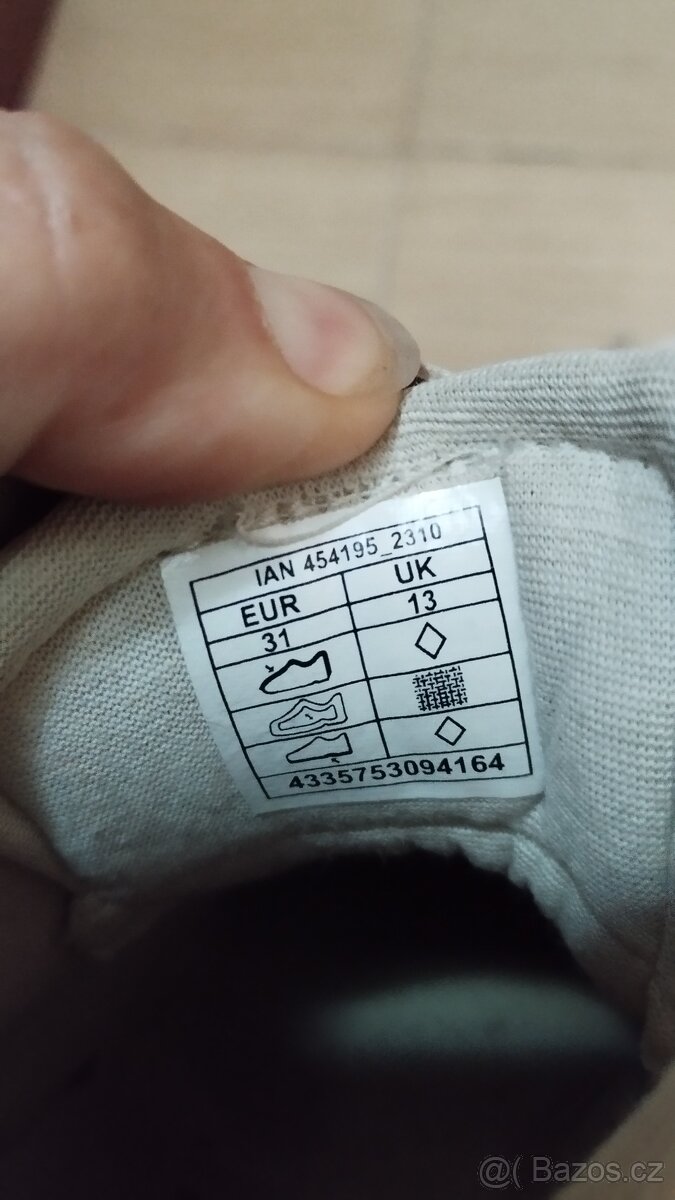 IAN 454195_2310
EUR UK
31 13
4335753094164
@( Bazos.cz